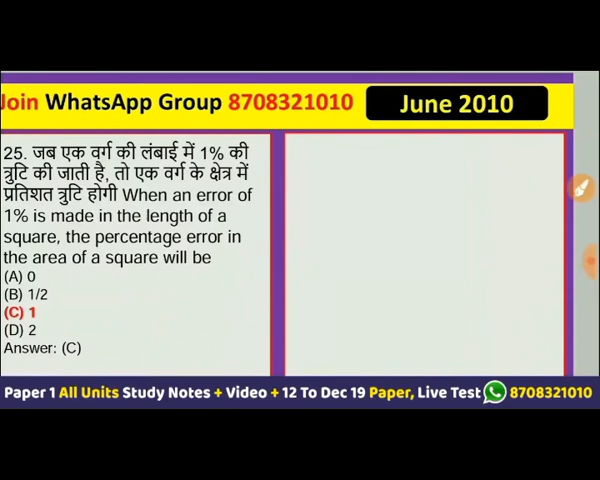 Join WhatsApp Group 8708321010
June 2010
25. जब एक वर्ग की लंबाई में 1% की
त्रुटि की जाती है, तो एक वर्ग के क्षेत्र में
प्रतिशत त्रुटि होगी When an error of
1% is made in the length of a
square, the percentage error in
the area of a square will be
(A) 0
(B) 1/2
(C) 1
(D) 2
Answer: (C)
Paper 1 All Units Study Notes + Video + 12 To Dec 19 Paper, Live Test 8708321010